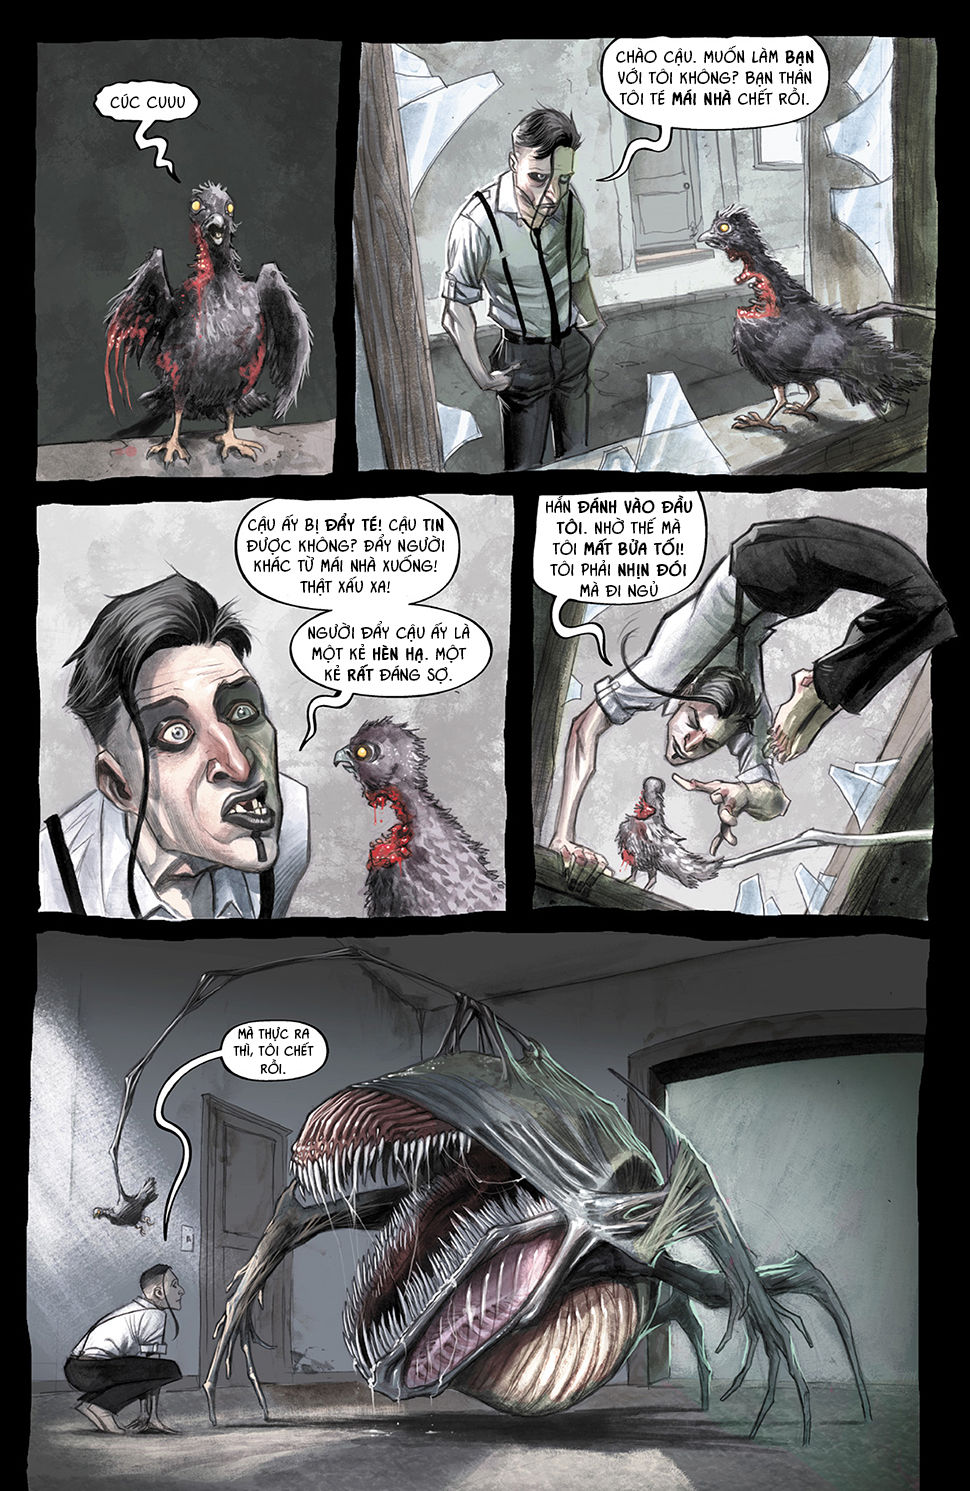 CÚC CUUU
CHÀO CẬU. MUỐN LÀM BẠN
VỚI TÔI KHÔNG? BẠN THÂN
TÔI TÉ MÁI NHÀ CHẾT RỒI.
CẬU ẤY BỊ ĐẨY TÉ! CẬU TIN
ĐƯỢC KHÔNG? ĐẨY NGƯỜI
KHÁC TỪ MÁI NHÀ XUỐNG!
THẬT XẤU XA!
NGƯỜI ĐẨY CẬU ẤY LÀ
MỘT KẺ HÈN HẠ. MỘT
KẺ RẤT ĐÁNG SỢ.
HẮN ĐÁNH VÀO ĐẦU
TÔI. NHỜ THẾ MÀ
TÔI MẤT BỬA TỐI!
TÔI PHẢI NHỊN ĐÓI
MÀ ĐI NGỦ
MÀ THỰC RA
THÌ, TÔI CHẾT
RỒI.